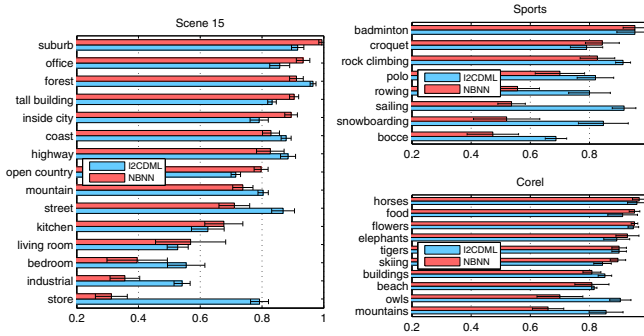 Scene 15
suburb
office
forest
tall building
inside city
coast
highway
open country
mountain
street
kitchen
living room
bedroom
industrial
store
I2CDML
NBNN
0.2 0.4 0.6 0.8 1
Sports
badminton
croquet
rock climbing
polo
rowing
sailing
snowboarding
bocce
I2CDML
NBNN
0.2 0.4 0.6 0.8
Corel
horses
food
flowers
elephants
tigers
skiing
buildings
beach
owls
mountains
I2CDML
NBNN
0.2 0.4 0.6 0.8